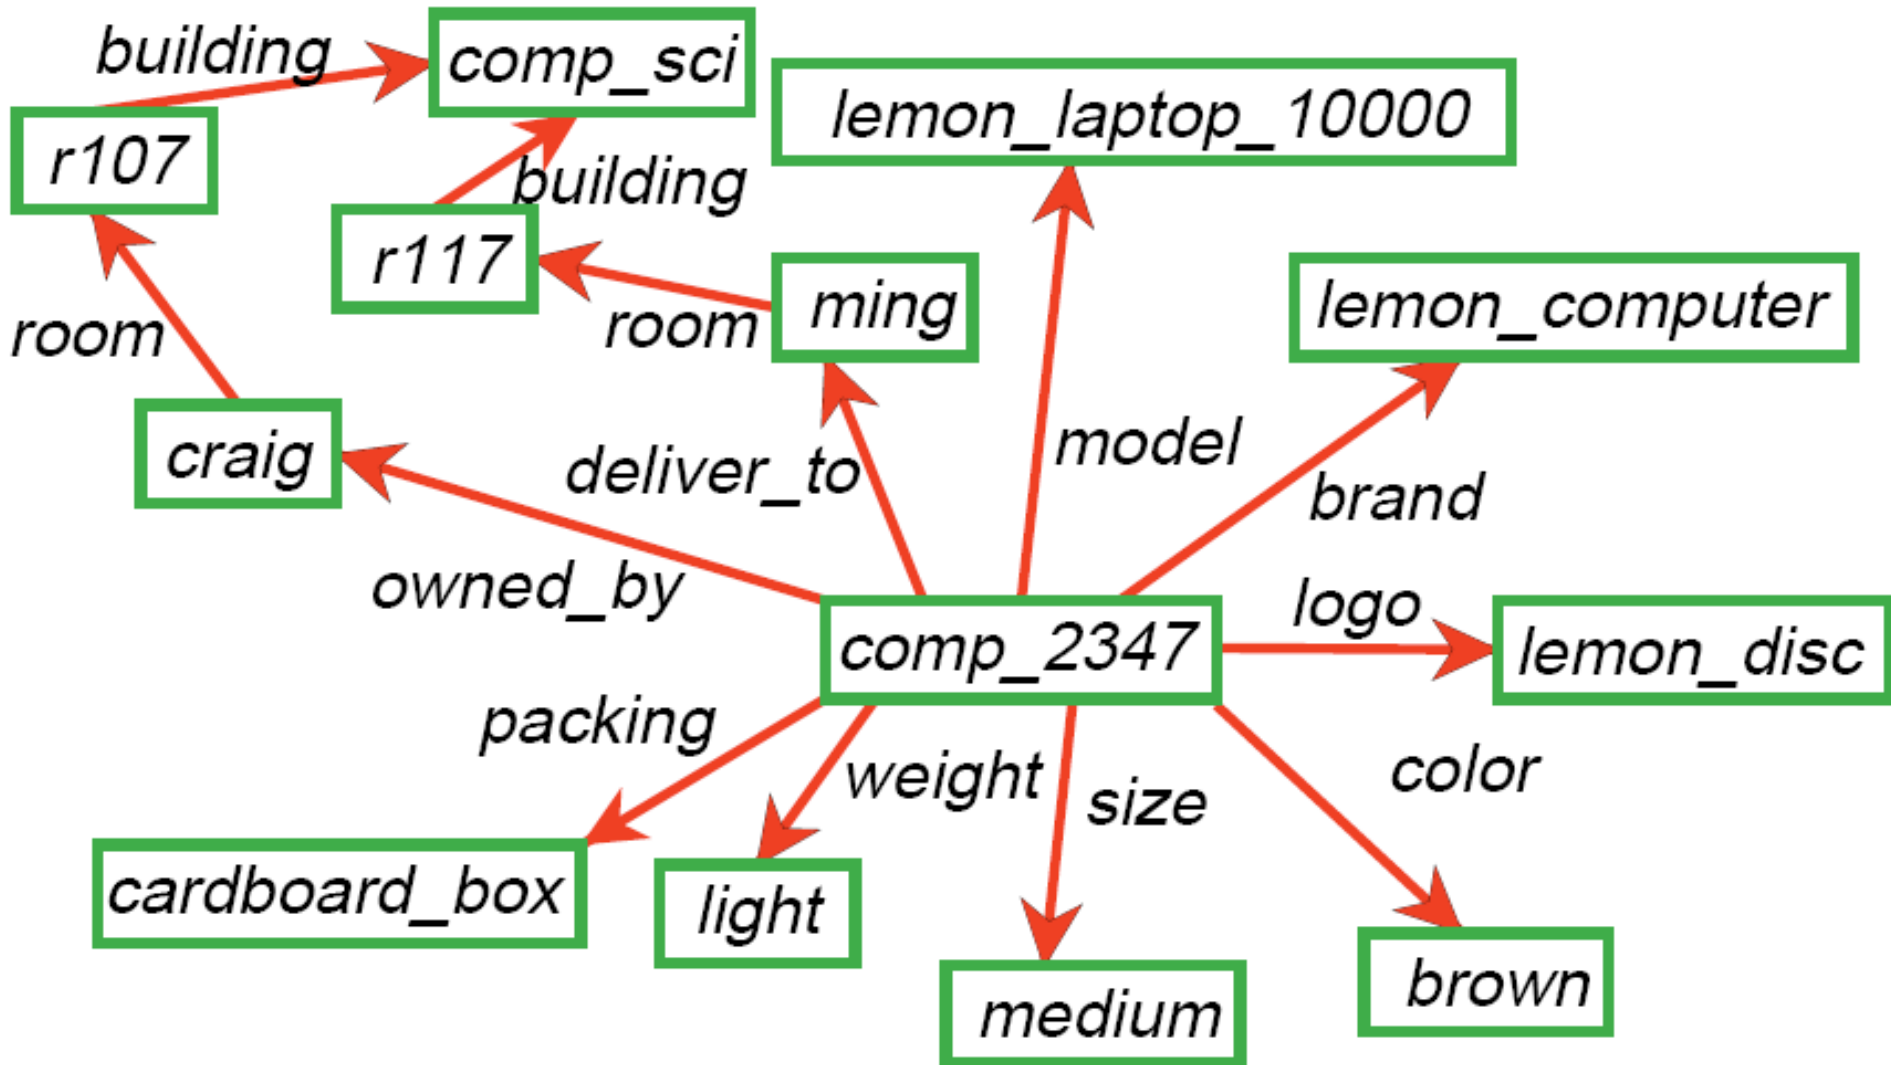 building
comp_sci
lemon_laptop_10000
r107
building
r117
ming
lemon_computer
room
room
craig
deliver_to
model
brand
owned_by
comp_2347
logo
lemon_disc
packing
weight
size
color
cardboard_box
light
medium
brown